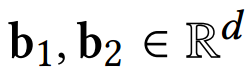 b₁, b₂ ∈ ℝᵈ